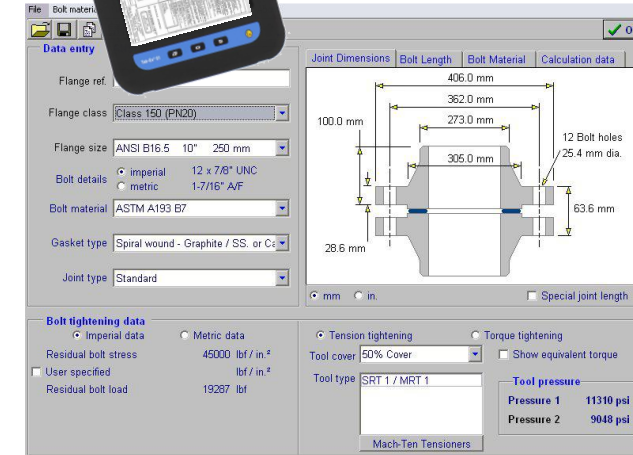 File Bolt materi
O
Data entry
Flange ref.
Flange class Class 150 (PN20)
Flange size ANSI B16.5 10" 250 mm
Bolt details imperial 12 x 7/8" UNC
metric 1-7/16" A/F
Bolt material ASTM A193 B7
Gasket type Spiral wound - Graphite / SS. or Ca
Joint type Standard
Joint Dimensions Bolt Length Bolt Material Calculation data
406.0 mm
362.0 mm
100.0 mm 273.0 mm
12 Bolt holes
305.0 mm 25.4 mm dia.
63.6 mm
28.6 mm
mm in. Special joint length
Bolt tightening data
Imperial data Metric data
Residual bolt stress 45000 lbf / in.²
User specified lbf / in.²
Residual bolt load 19287 lbf
Tension tightening Torque tightening
Tool cover 50% Cover Show equivalent torque
Tool type SRT 1 / MRT 1
Tool pressure
Pressure 1 11310 psi
Pressure 2 9048 psi
Mach-Ten Tensioners